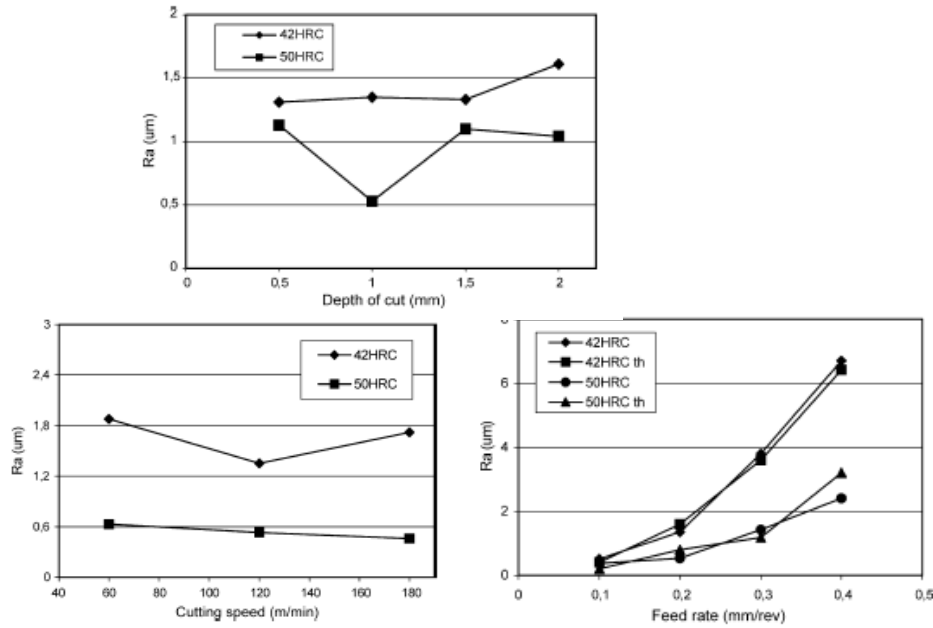 2
42HRC
50HRC
1,5
Ra (um)
1
0,5
0
0 0,5 1 1,5 2
Depth of cut (mm)
3
42HRC
50HRC
2,4
1,8
Ra (um)
1,2
0,6
0
40 60 80 100 120 140 160 180
Cutting speed (m/min)
42HRC
42HRC th
50HRC
50HRC th
6
Ra (um)
4
2
0
0,1 0,2 0,3 0,4 0,5
Feed rate (mm/rev)